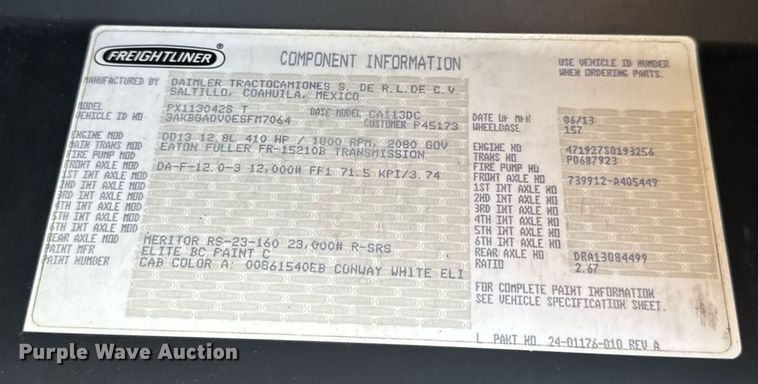 FREIGHTLINER®
COMPONENT INFORMATION
USE VEHICLE ID NUMBER
WHEN ORDERING PARTS.
MANUFACTURED BY DAIMLER TRACTOCAMIONES S. DE R.L.DE C.V
SALTILLO, COAHUILA, MEXICO
MODEL PX113042S T BASE MODEL CA113DC DATE OF MFR 06/13
VEHICLE ID NO 3AKBGADV0ESFM7064 CUSTOMER P45173 WHEELBASE 157
ENGINE MOD DD13 12.8L 410 HP / 1800 RPM, 2080 GOV ENGINE NO 471927S0193256
MAIN TRANS MOD EATON FULLER FR-15210B TRANSMISSION TRANS NO P0687923
FIRE PUMP MOD FIRE PUMP NO
FRONT AXLE MOD DA-F-12.0-3 12,000# FF1 71.5 KPI/3.74 FRONT AXLE NO 739912-A405449
1ST INT AXLE MOD 1ST INT AXLE NO
2ND INT AXLE MOD 2ND INT AXLE NO
3RD INT AXLE MOD 3RD INT AXLE NO
4TH INT AXLE MOD 4TH INT AXLE NO
5TH INT AXLE MOD 5TH INT AXLE NO
6TH INT AXLE MOD 6TH INT AXLE NO
REAR AXLE MOD MERITOR RS-23-160 23,000# R-SRS REAR AXLE NO DRA13084499
PAINT MFR ELITE BC PAINT C RATIO 2.67
PAINT NUMBER CAB COLOR A: 00861540EB CONWAY WHITE ELI
FOR COMPLETE PAINT INFORMATION
SEE VEHICLE SPECIFICATION SHEET.
L PART NO. 24-01176-010 REV A
Purple Wave Auction